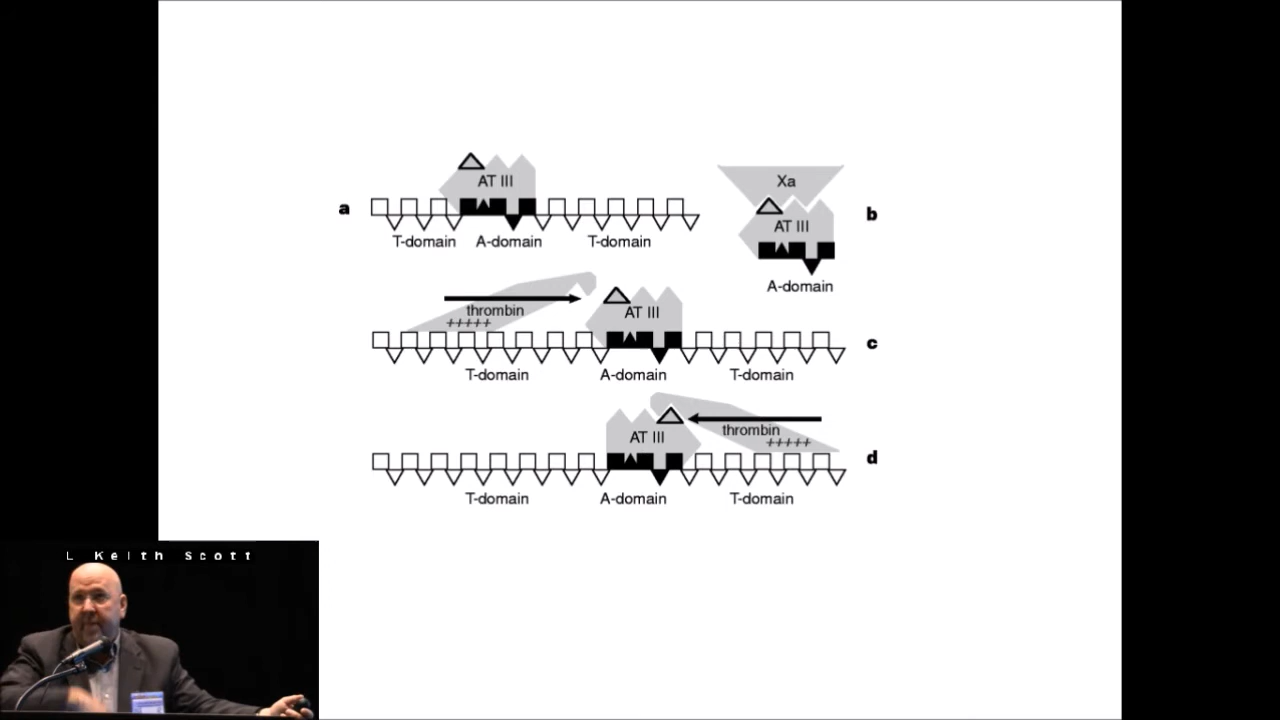 AT III
a
T-domain A-domain T-domain
Xa
AT III
b
A-domain
thrombin
+++++
AT III
c
T-domain A-domain T-domain
thrombin
+++++
AT III
d
T-domain A-domain T-domain
L Keith Scott